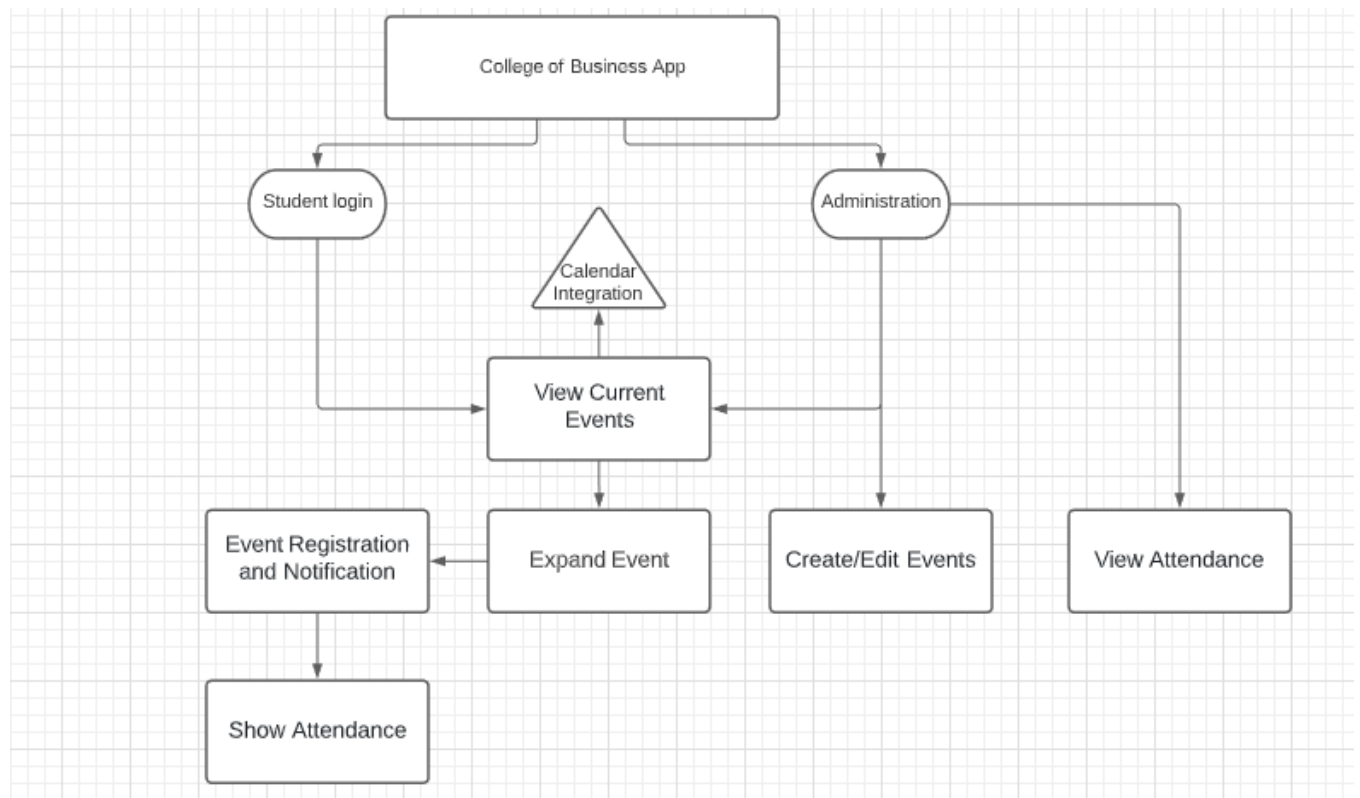 College of Business App
Student login
Administration
Calendar
Integration
View Current
Events
Event Registration
and Notification
Expand Event
Create/Edit Events
View Attendance
Show Attendance